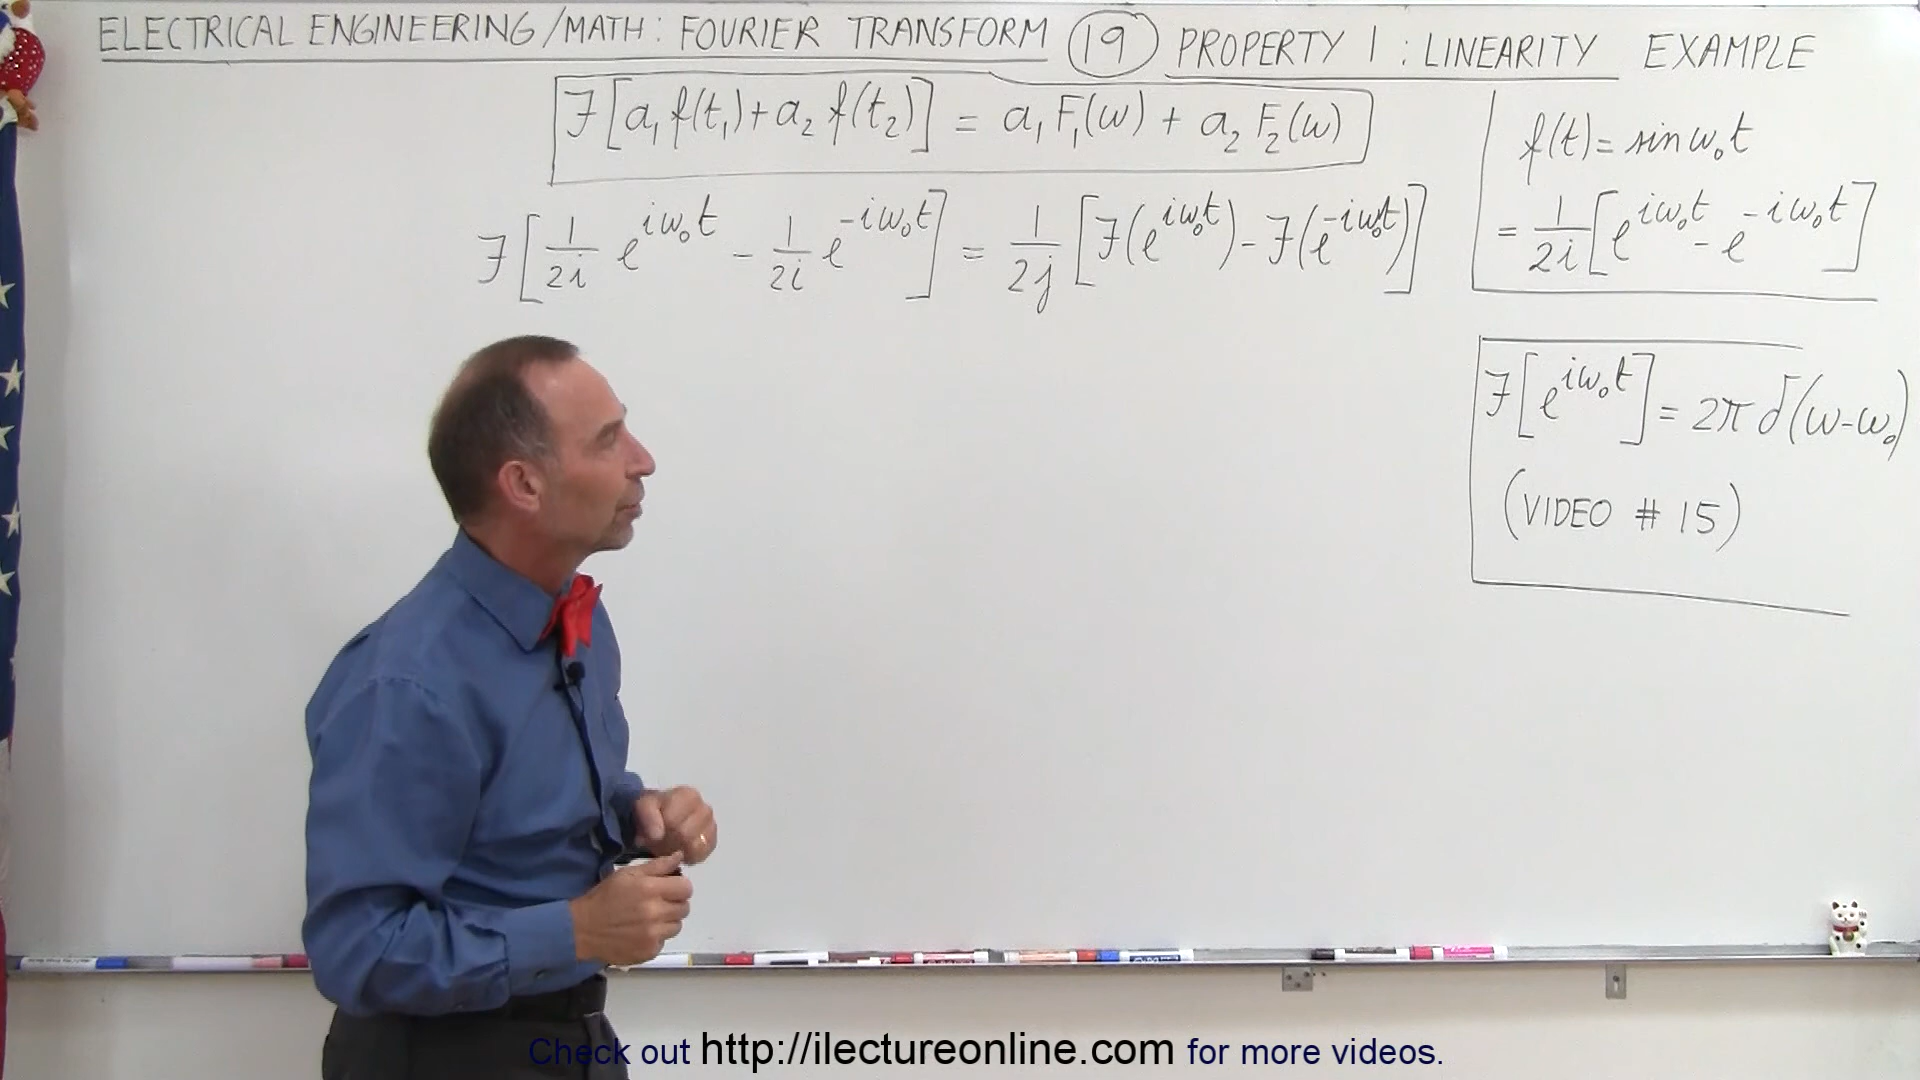 ELECTRICAL ENGINEERING/MATH: FOURIER TRANSFORM 19 PROPERTY 1: LINEARITY EXAMPLE
ℱ[a₁f(t₁)+a₂f(t₂)] = a₁F₁(ω) + a₂F₂(ω)
ℱ[1/2i e^{iω₀t} - 1/2i e^{-iω₀t}] = 1/2j [ℱ(e^{iω₀t}) - ℱ(e^{-iω₀t})]
f(t) = sin ω₀t
= 1/2i [e^{iω₀t} - e^{-iω₀t}]
ℱ[e^{iω₀t}] = 2π δ(ω-ω₀)
(VIDEO # 15)
Check out http://ilectureonline.com for more videos.